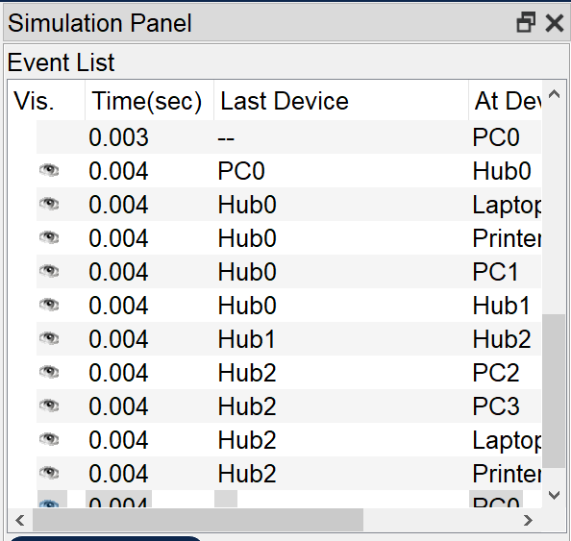 Simulation Panel
Event List
Vis. Time(sec) Last Device At Dev
0.003 -- PC0
0.004 PC0 Hub0
0.004 Hub0 Laptop
0.004 Hub0 Printer
0.004 Hub0 PC1
0.004 Hub0 Hub1
0.004 Hub1 Hub2
0.004 Hub2 PC2
0.004 Hub2 PC3
0.004 Hub2 Laptop
0.004 Hub2 Printer
0.004 PC0